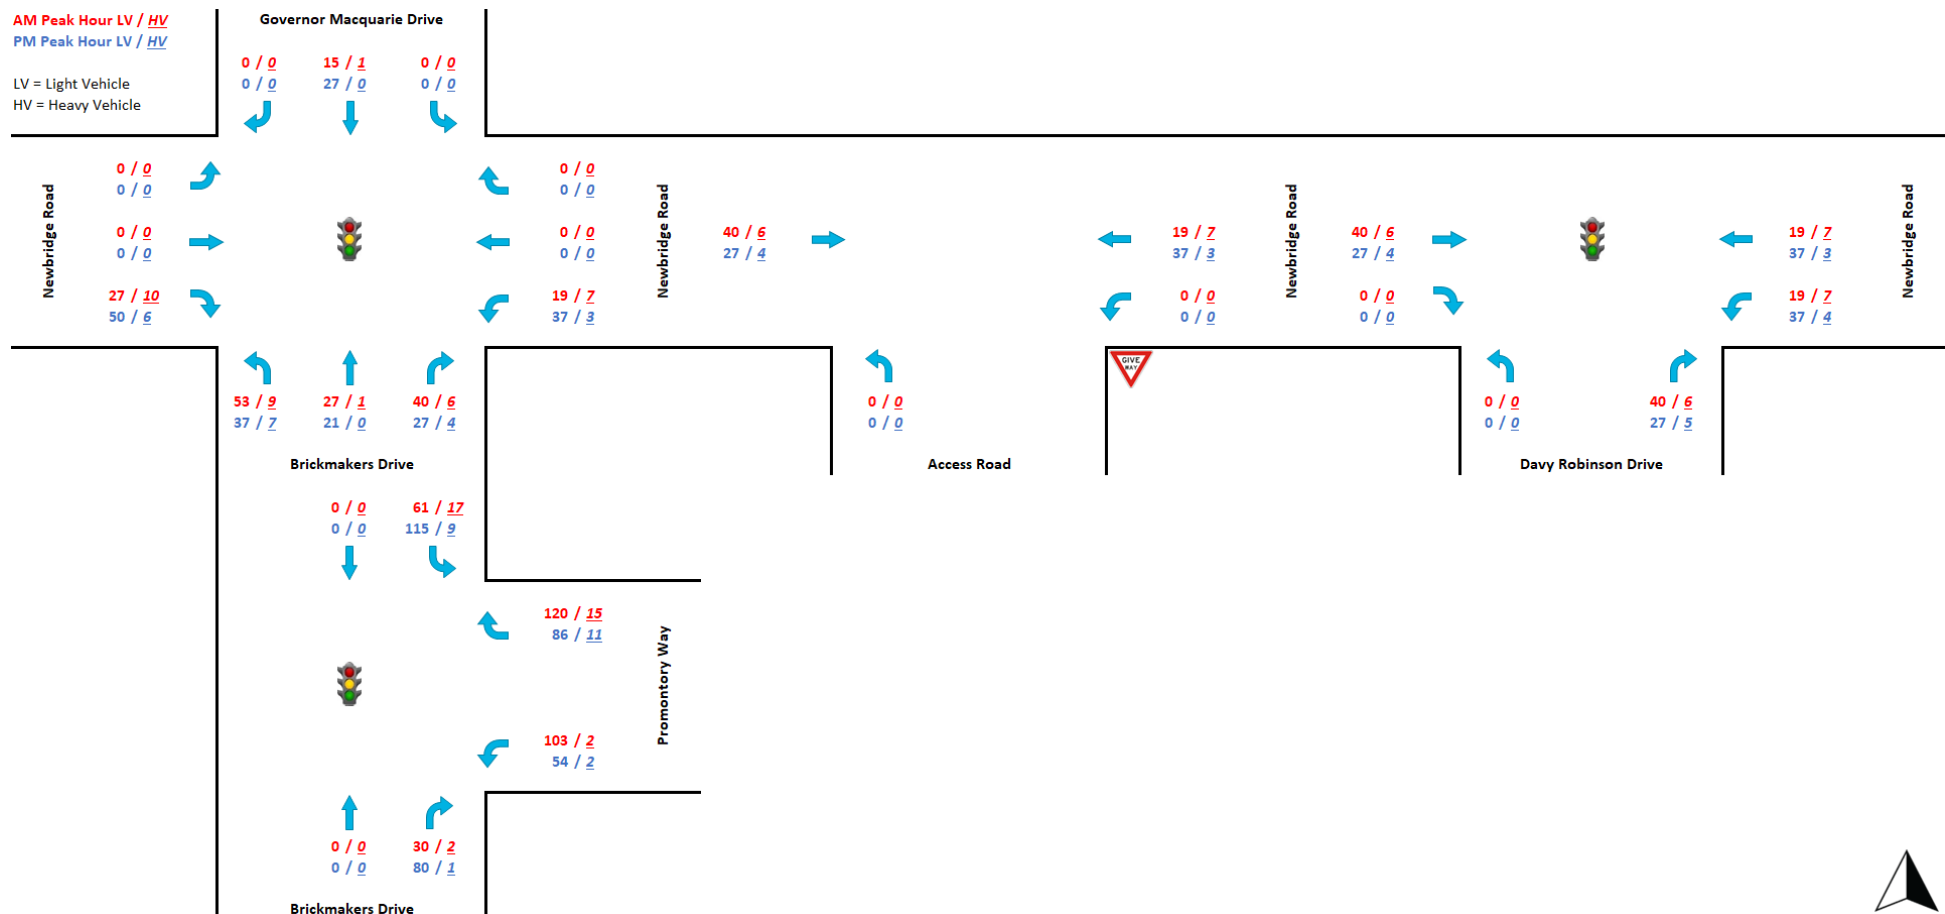 AM Peak Hour LV / HV
PM Peak Hour LV / HV
LV = Light Vehicle
HV = Heavy Vehicle
Governor Macquarie Drive
0 / 0 15 / 1 0 / 0
0 / 0 27 / 0 0 / 0
Newbridge Road
0 / 0
0 / 0
0 / 0
0 / 0
27 / 10
50 / 6
0 / 0
0 / 0
0 / 0
0 / 0
19 / 7
37 / 3
Newbridge Road
53 / 9 27 / 1 40 / 6
37 / 7 21 / 0 27 / 4
Brickmakers Drive
40 / 6
27 / 4
19 / 7
37 / 3
0 / 0
0 / 0
Newbridge Road
GIVE
WAY
0 / 0
0 / 0
Access Road
40 / 6
27 / 4
0 / 0
0 / 0
19 / 7
37 / 3
19 / 7
37 / 4
Newbridge Road
0 / 0 40 / 6
0 / 0 27 / 5
Davy Robinson Drive
0 / 0 61 / 17
0 / 0 115 / 9
120 / 15
86 / 11
Promontory Way
103 / 2
54 / 2
0 / 0 30 / 2
0 / 0 80 / 1
Brickmakers Drive